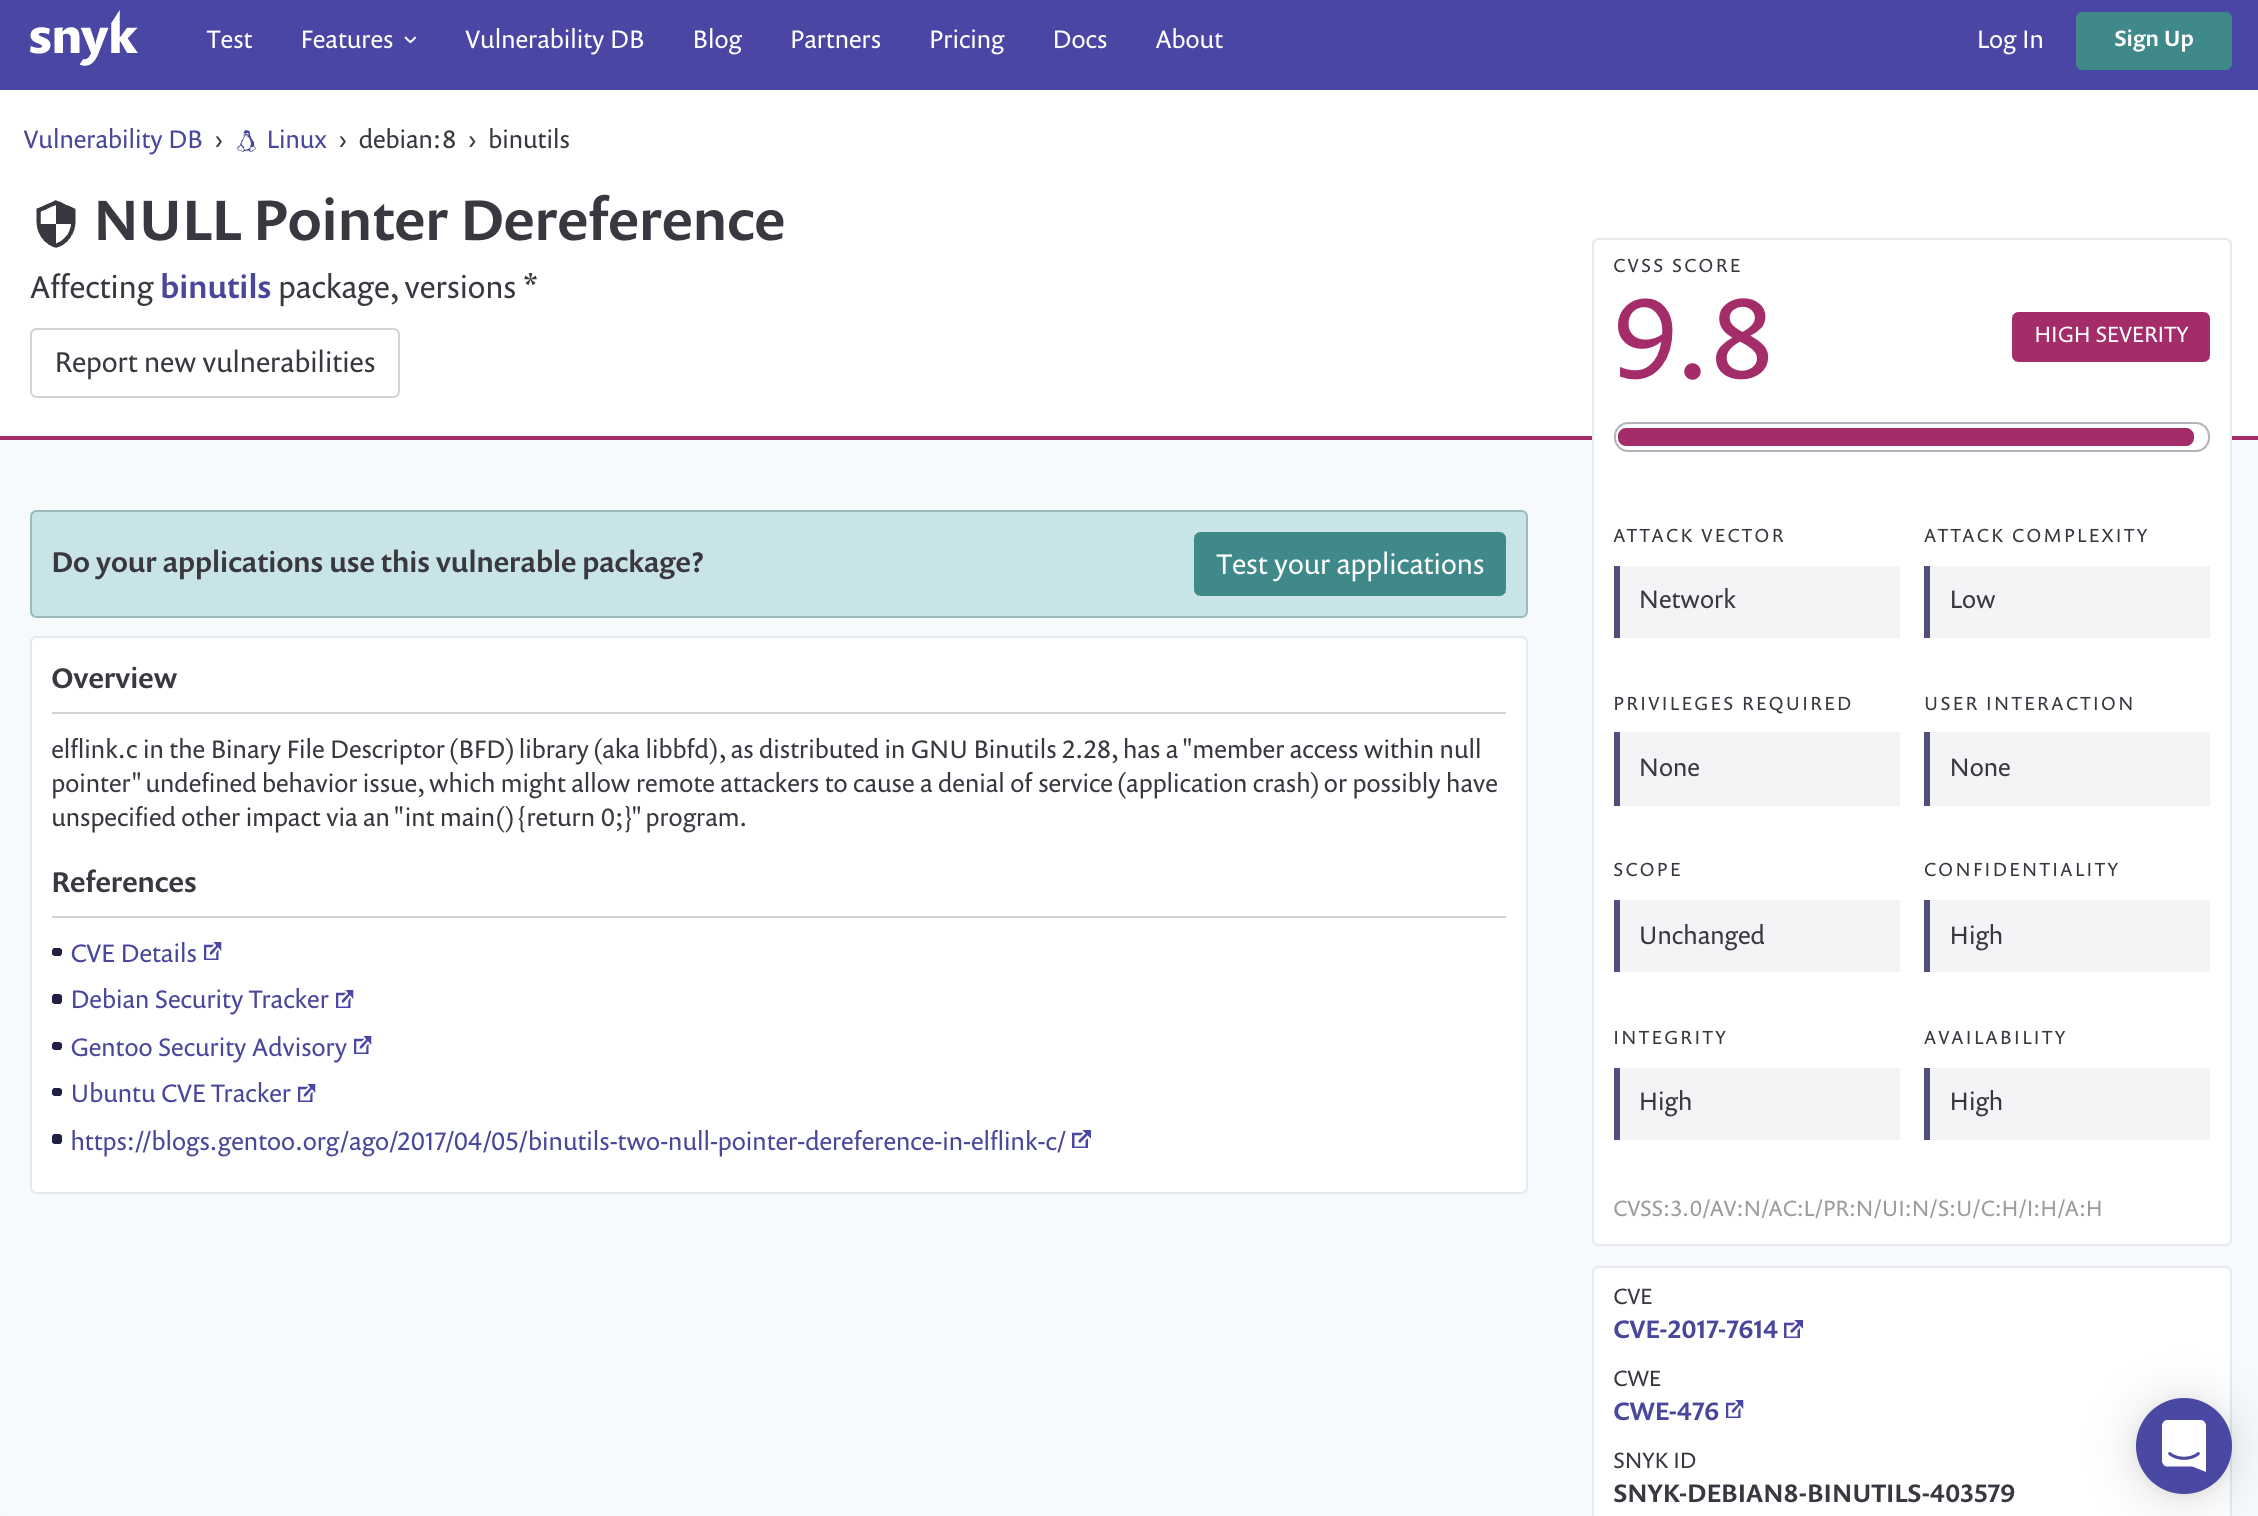 snyk
Test Features Vulnerability DB Blog Partners Pricing Docs About Log In Sign Up
Vulnerability DB › Linux › debian:8 › binutils
NULL Pointer Dereference
Affecting binutils package, versions *
Report new vulnerabilities
Do your applications use this vulnerable package?
Test your applications
Overview
elflink.c in the Binary File Descriptor (BFD) library (aka libbfd), as distributed in GNU Binutils 2.28, has a "member access within null
pointer" undefined behavior issue, which might allow remote attackers to cause a denial of service (application crash) or possibly have
unspecified other impact via an "int main() {return 0;}" program.
References
CVE Details
Debian Security Tracker
Gentoo Security Advisory
Ubuntu CVE Tracker
https://blogs.gentoo.org/ago/2017/04/05/binutils-two-null-pointer-dereference-in-elflink-c/
CVSS SCORE
9.8
HIGH SEVERITY
ATTACK VECTOR
Network
ATTACK COMPLEXITY
Low
PRIVILEGES REQUIRED
None
USER INTERACTION
None
SCOPE
Unchanged
CONFIDENTIALITY
High
INTEGRITY
High
AVAILABILITY
High
CVSS:3.0/AV:N/AC:L/PR:N/UI:N/S:U/C:H/I:H/A:H
CVE
CVE-2017-7614
CWE
CWE-476
SNYK ID
SNYK-DEBIAN8-BINUTILS-403579